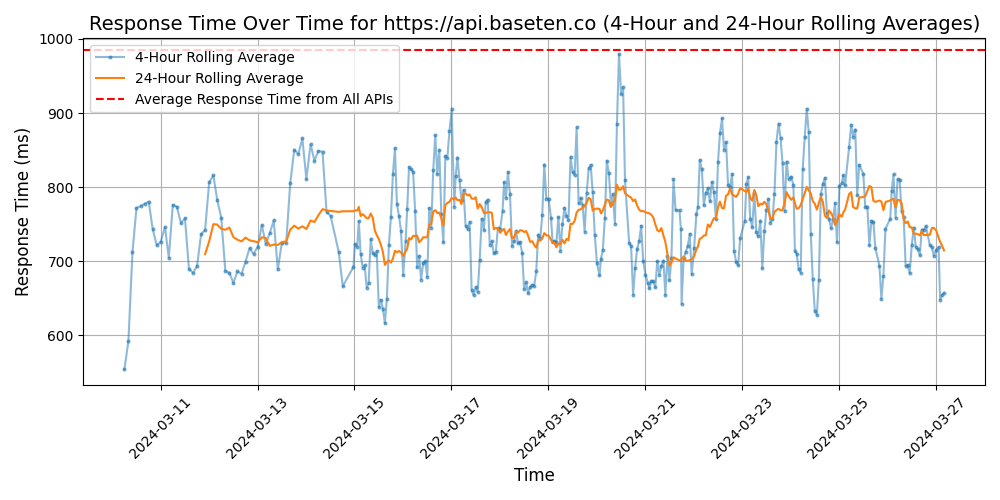 Response Time Over Time for https://api.baseten.co (4-Hour and 24-Hour Rolling Averages)
4-Hour Rolling Average
24-Hour Rolling Average
Average Response Time from All APIs
Response Time (ms)
1000
900
800
700
600
2024-03-11
2024-03-13
2024-03-15
2024-03-17
2024-03-19
2024-03-21
2024-03-23
2024-03-25
2024-03-27
Time